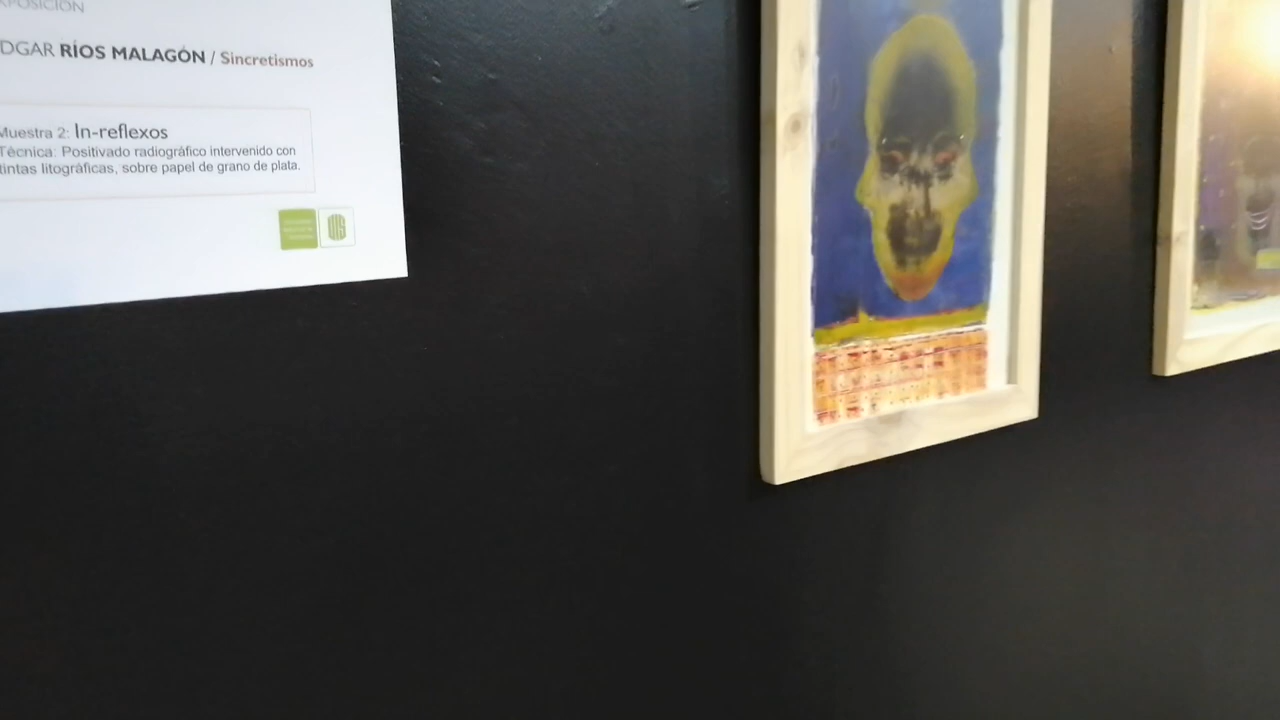 XPOSICIÓN
DGAR RÍOS MALAGÓN / Sincretismos
Muestra 2: In-reflexos
Técnica: Positivado radiográfico intervenido con
tintas litográficas, sobre papel de grano de plata.